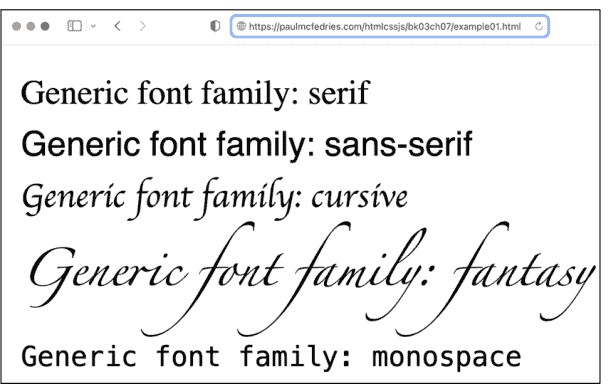 https://paulmcfedries.com/htmlcssjs/bk03ch07/example01.html
Generic font family: serif
Generic font family: sans-serif
Generic font family: cursive
Generic font family: fantasy
Generic font family: monospace